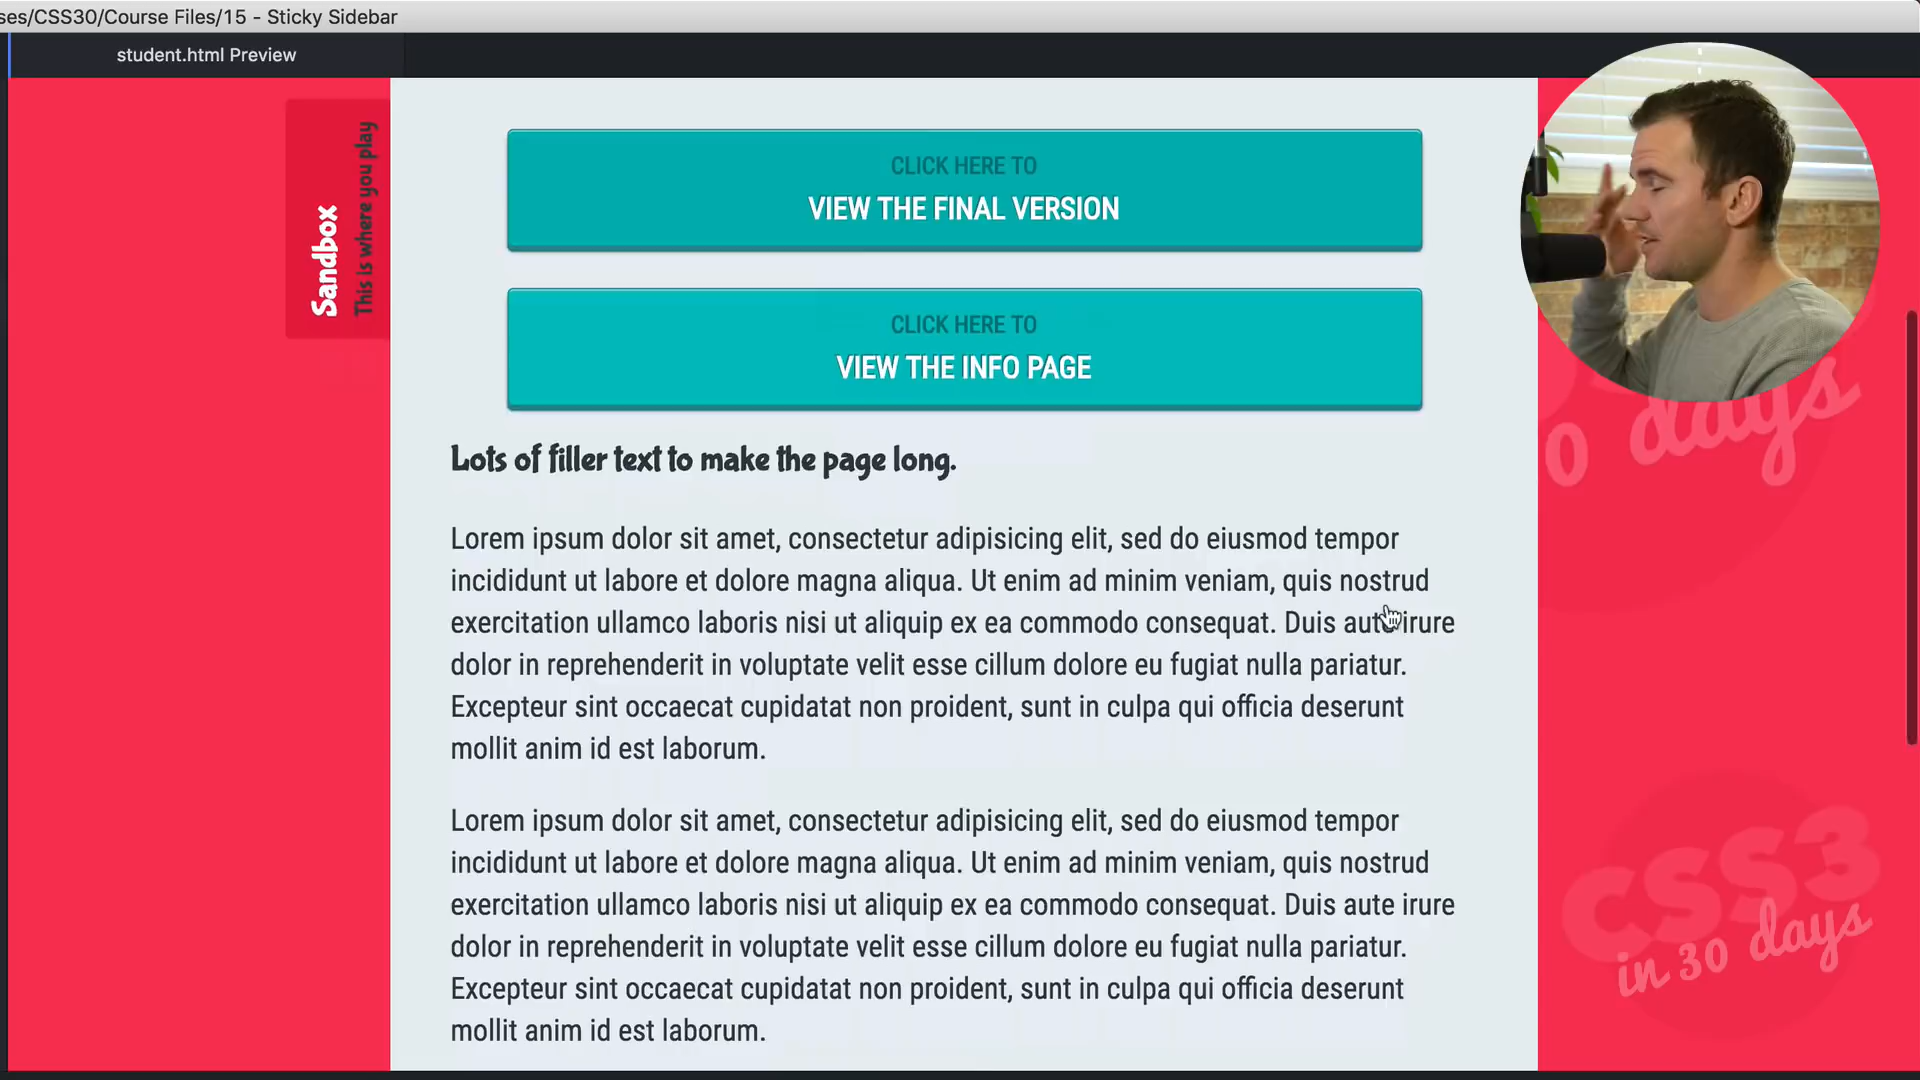 ses/CSS30/Course Files/15 - Sticky Sidebar
student.html Preview
Sandbox
This is where you play
CLICK HERE TO
VIEW THE FINAL VERSION
CLICK HERE TO
VIEW THE INFO PAGE
Lots of filler text to make the page long.
Lorem ipsum dolor sit amet, consectetur adipisicing elit, sed do eiusmod tempor
incididunt ut labore et dolore magna aliqua. Ut enim ad minim veniam, quis nostrud
exercitation ullamco laboris nisi ut aliquip ex ea commodo consequat. Duis aute irure
dolor in reprehenderit in voluptate velit esse cillum dolore eu fugiat nulla pariatur.
Excepteur sint occaecat cupidatat non proident, sunt in culpa qui officia deserunt
mollit anim id est laborum.
Lorem ipsum dolor sit amet, consectetur adipisicing elit, sed do eiusmod tempor
incididunt ut labore et dolore magna aliqua. Ut enim ad minim veniam, quis nostrud
exercitation ullamco laboris nisi ut aliquip ex ea commodo consequat. Duis aute irure
dolor in reprehenderit in voluptate velit esse cillum dolore eu fugiat nulla pariatur.
Excepteur sint occaecat cupidatat non proident, sunt in culpa qui officia deserunt
mollit anim id est laborum.
0 days
CSS3
in 30 days